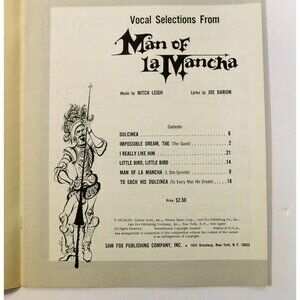 Vocal Selections From
Man of
La Mancha
Music by MITCH LEIGH Lyrics by JOE DARION
Contents
DULCINEA 6
IMPOSSIBLE DREAM, THE (The Quest) 2
I REALLY LIKE HIM 21
LITTLE BIRD, LITTLE BIRD 14
MAN OF LA MANCHA (I, Don Quixote) 9
TO EACH HIS DULCINEA (To Every Man His Dream) 18
Price $2.50
SAM FOX PUBLISHING COMPANY, INC.